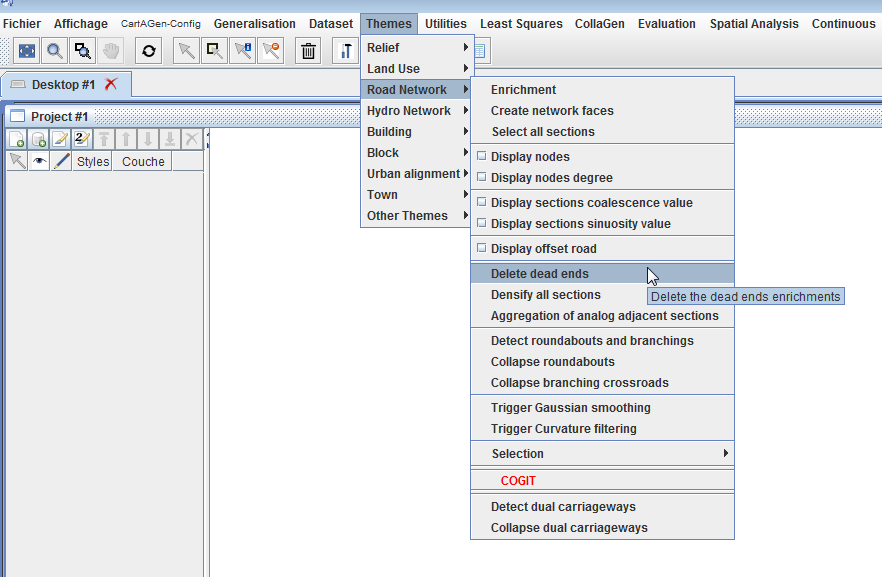 Fichier Affichage CartAGen-Config Generalisation Dataset Themes Utilities Least Squares CollaGen Evaluation Spatial Analysis Continuous
Desktop #1
Project #1
Styles Couche
Relief
Land Use
Road Network
Hydro Network
Building
Block
Urban alignment
Town
Other Themes
Enrichment
Create network faces
Select all sections
Display nodes
Display nodes degree
Display sections coalescence value
Display sections sinuosity value
Display offset road
Delete dead ends
Delete the dead ends enrichments
Densify all sections
Aggregation of analog adjacent sections
Detect roundabouts and branchings
Collapse roundabouts
Collapse branching crossroads
Trigger Gaussian smoothing
Trigger Curvature filtering
Selection
COGIT
Detect dual carriageways
Collapse dual carriageways